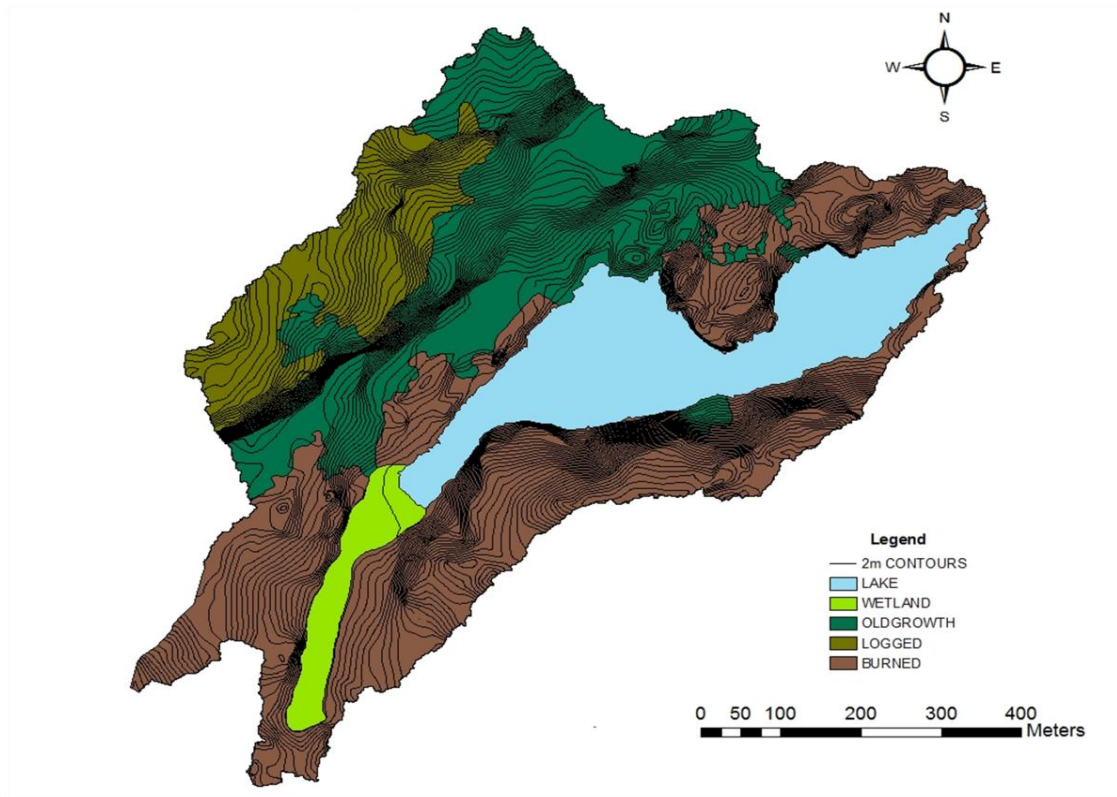 N
W E
S
Legend
2m CONTOURS
LAKE
WETLAND
OLDGROWTH
LOGGED
BURNED
0 50 100 200 300 400
Meters